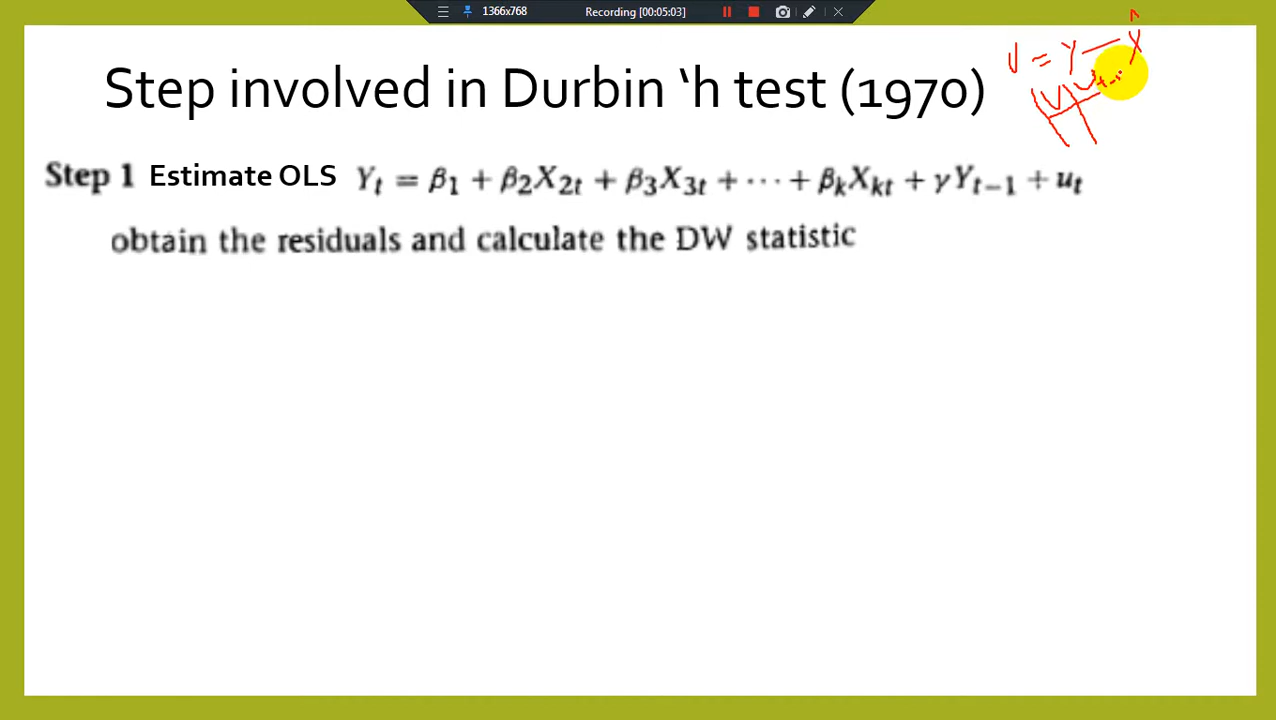 1366x768 Recording [00:05:03]
Step involved in Durbin ‘h test (1970)
U = Y — Ŷ
Step 1 Estimate OLS Yₜ = β₁ + β₂X₂ₜ + β₃X₃ₜ + ··· + βₖXₖₜ + γYₜ₋₁ + uₜ
obtain the residuals and calculate the DW statistic